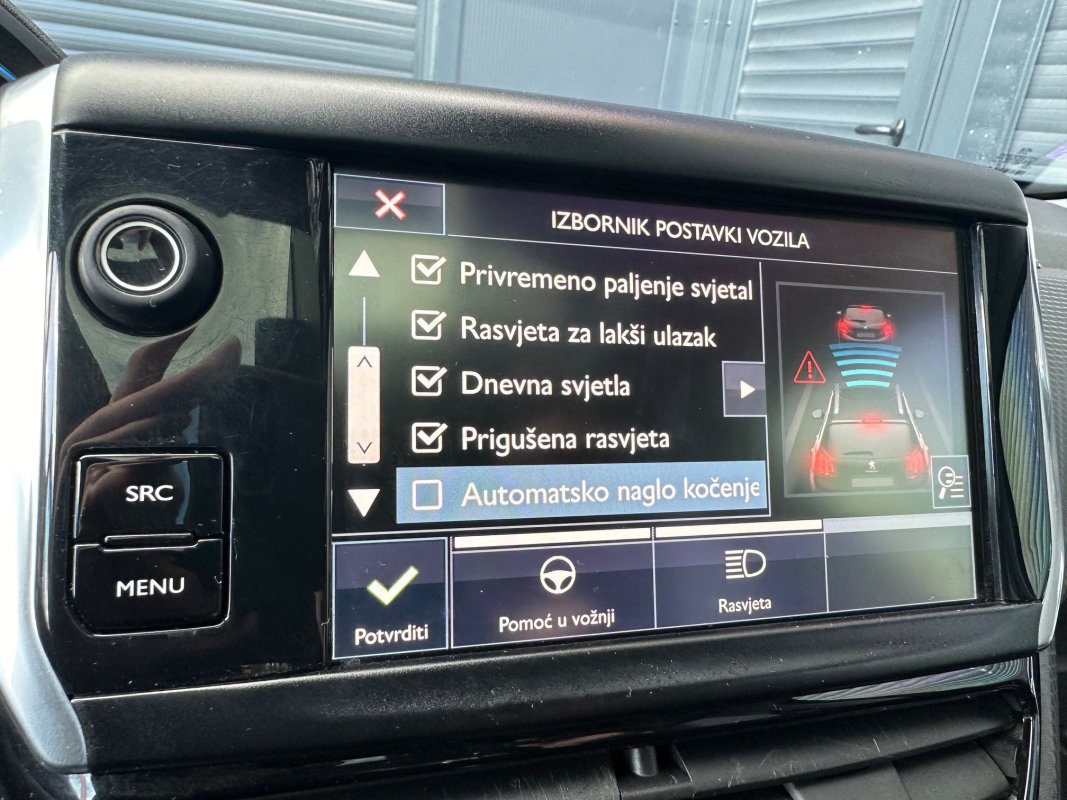 IZBORNIK POSTAVKI VOZILA
Privremeno paljenje svjetal
Rasvjeta za lakši ulazak
Dnevna svjetla
Prigušena rasvjeta
Automatsko naglo kočenje
SRC
MENU
Potvrditi
Pomoć u vožnji
Rasvjeta